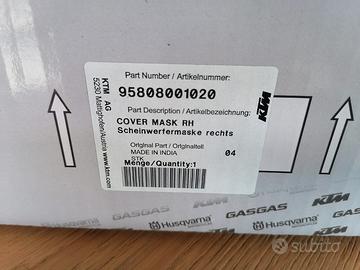 KTM AG
5230 Mattighofen/Austria
www.ktm.com
Part Number / Artikelnummer:
95808001020
Part Description / Artikelbezeichnung:
COVER MASK RH
Scheinwerfermaske rechts
Original Part / Originalteil
MADE IN INDIA 04
STK
Menge/Quantity:1
KTM
GASGAS
Husqvarna
GASGAS
Husqvarna
subito